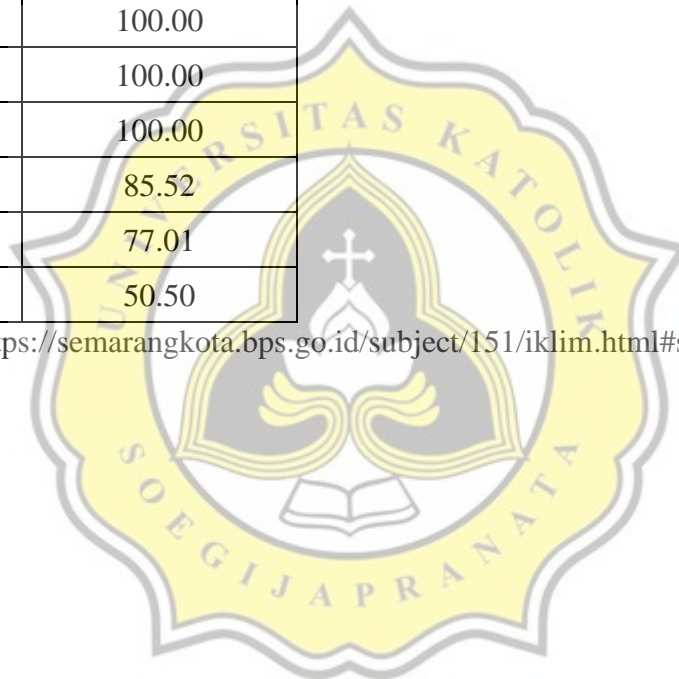 100.00
100.00
100.00
85.52
77.01
50.50
tps://semarangkota.bps.go.id/subject/151/iklim.html#s
UNIVERSITAS KATOLIK
SOEGIJAPRANATA